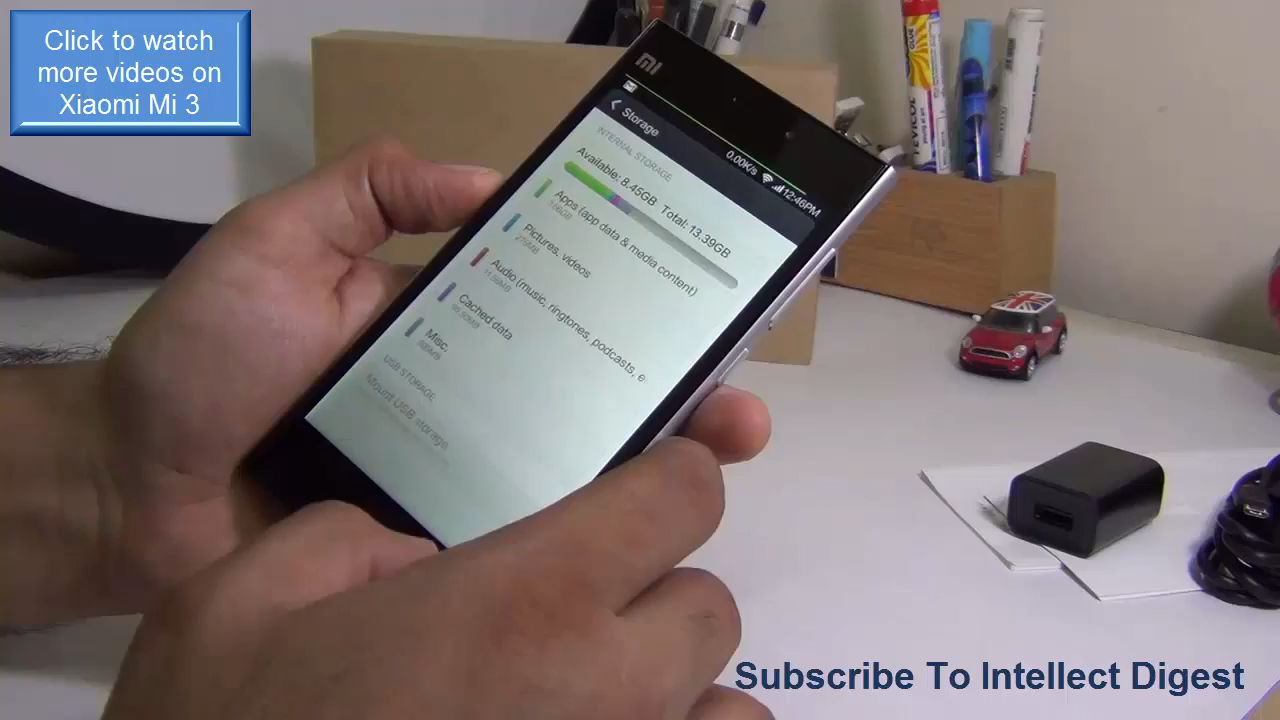 Click to watch
more videos on
Xiaomi Mi 3
MI
Storage
0.00K/s 12:46PM
INTERNAL STORAGE
Available: 8.45GB Total: 13.39GB
Apps (app data & media content)
Pictures, videos
275MB
Audio (music, ringtones, podcasts, e
Cached data
Misc.
USB STORAGE
Mount USB storage
FEVICOL
Subscribe To Intellect Digest